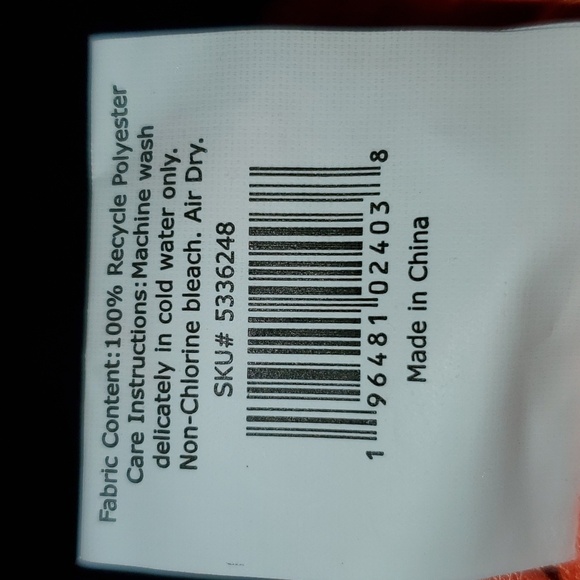 Fabric Content:100% Recycle Polyester
Care Instructions:Machine wash
delicately in cold water only.
Non-Chlorine bleach. Air Dry.
SKU# 5336248
1 96481 02403 8
Made in China